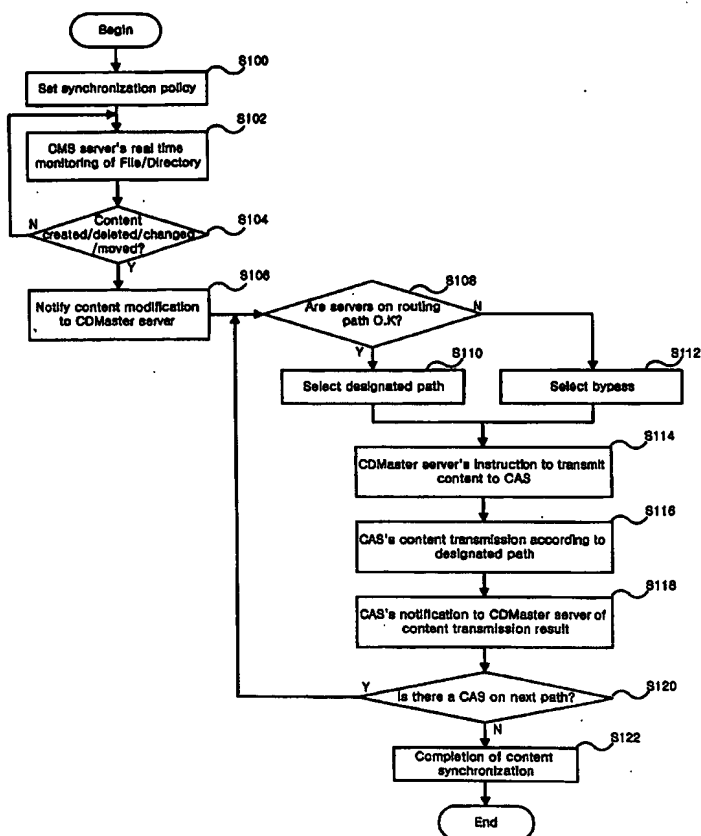 Begin
S100
Set synchronization policy
S102
CMS server's real time
monitoring of File/Directory
Content
created/deleted/changed
/moved?
S104
N
Y
S106
Notify content modification
to CDMaster server
S108
Are servers on routing
path O.K?
N
Y
S110
Select designated path
S112
Select bypass
S114
CDMaster server's instruction to transmit
content to CAS
S116
CAS's content transmission according to
designated path
S118
CAS's notification to CDMaster server of
content transmission result
Y
Is there a CAS on next path?
S120
N
S122
Completion of content
synchronization
End